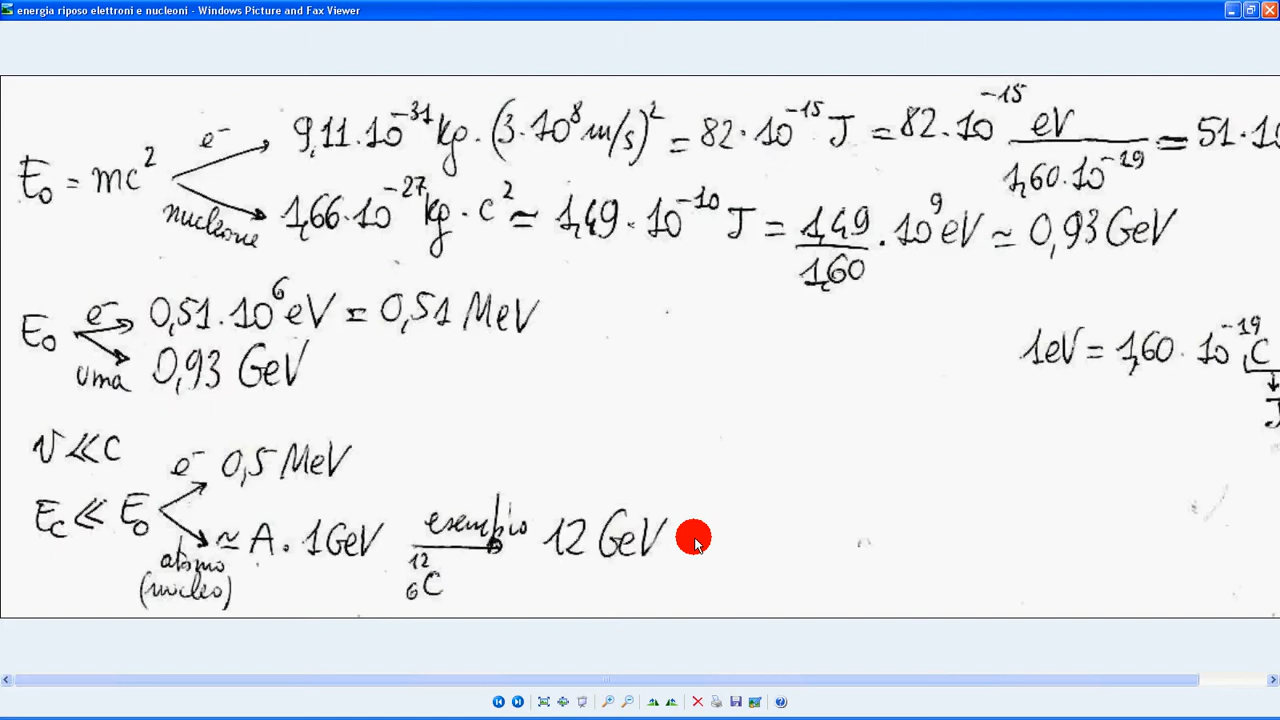 energia riposo elettroni e nucleoni - Windows Picture and Fax Viewer
E₀ = mc²
e⁻ → 9,11·10⁻³¹ kg · (3·10⁸ m/s)² = 82·10⁻¹⁵ J = 82·10⁻¹⁵ eV / 1,60·10⁻¹⁹ = 51·10
nucleone → 1,66·10⁻²⁷ kg · c² ≃ 1,49·10⁻¹⁰ J = 1,49/1,60 · 10⁹ eV ≃ 0,93 GeV
E₀
e⁻ → 0,51·10⁶ eV = 0,51 MeV
uma → 0,93 GeV
1eV = 1,60·10⁻¹⁹ C
↓
J
v ≪ c
Ec ≪ E₀
e⁻ → 0,5 MeV
atomo (nucleo) → ≃ A · 1GeV esempio → ¹²₆C 12 GeV